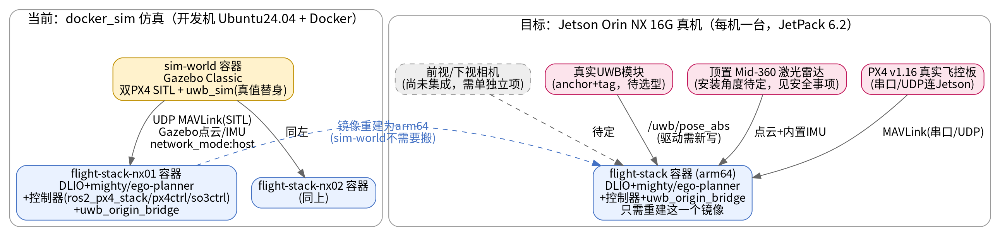 当前：docker_sim 仿真（开发机 Ubuntu24.04 + Docker）
sim-world 容器
Gazebo Classic
双PX4 SITL + uwb_sim(真值替身)
UDP MAVLink(SITL)
Gazebo点云/IMU
network_mode:host
同左
flight-stack-nx01 容器
DLIO+mighty/ego-planner
+控制器(ros2_px4_stack/px4ctrl/so3ctrl)
+uwb_origin_bridge
flight-stack-nx02 容器
(同上)
镜像重建为arm64
(sim-world不需要搬)
目标：Jetson Orin NX 16G 真机（每机一台，JetPack 6.2）
前视/下视相机
(尚未集成，需单独立项)
真实UWB模块
(anchor+tag，待选型)
顶置 Mid-360 激光雷达
(安装角度待定，见安全事项)
PX4 v1.16 真实飞控板
(串口/UDP连Jetson)
待定
/uwb/pose_abs
(驱动需新写)
点云+内置IMU
MAVLink(串口/UDP)
flight-stack 容器 (arm64)
DLIO+mighty/ego-planner
+控制器+uwb_origin_bridge
只需重建这一个镜像